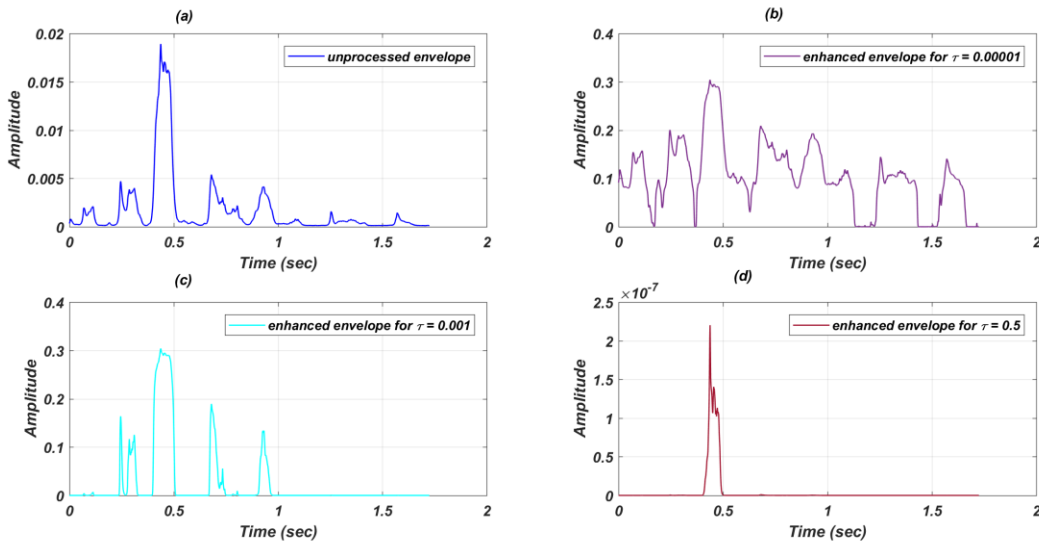 (a)
unprocessed envelope
0.02
0.015
0.01
0.005
0
Amplitude
0
0.5
1
1.5
2
Time (sec)
(b)
enhanced envelope for τ = 0.00001
0.4
0.3
0.2
0.1
0
Amplitude
0
0.5
1
1.5
2
Time (sec)
(c)
enhanced envelope for τ = 0.001
0.4
0.3
0.2
0.1
0
Amplitude
0
0.5
1
1.5
2
Time (sec)
(d)
×10⁻⁷
enhanced envelope for τ = 0.5
2.5
2
1.5
1
0.5
0
Amplitude
0
0.5
1
1.5
2
Time (sec)